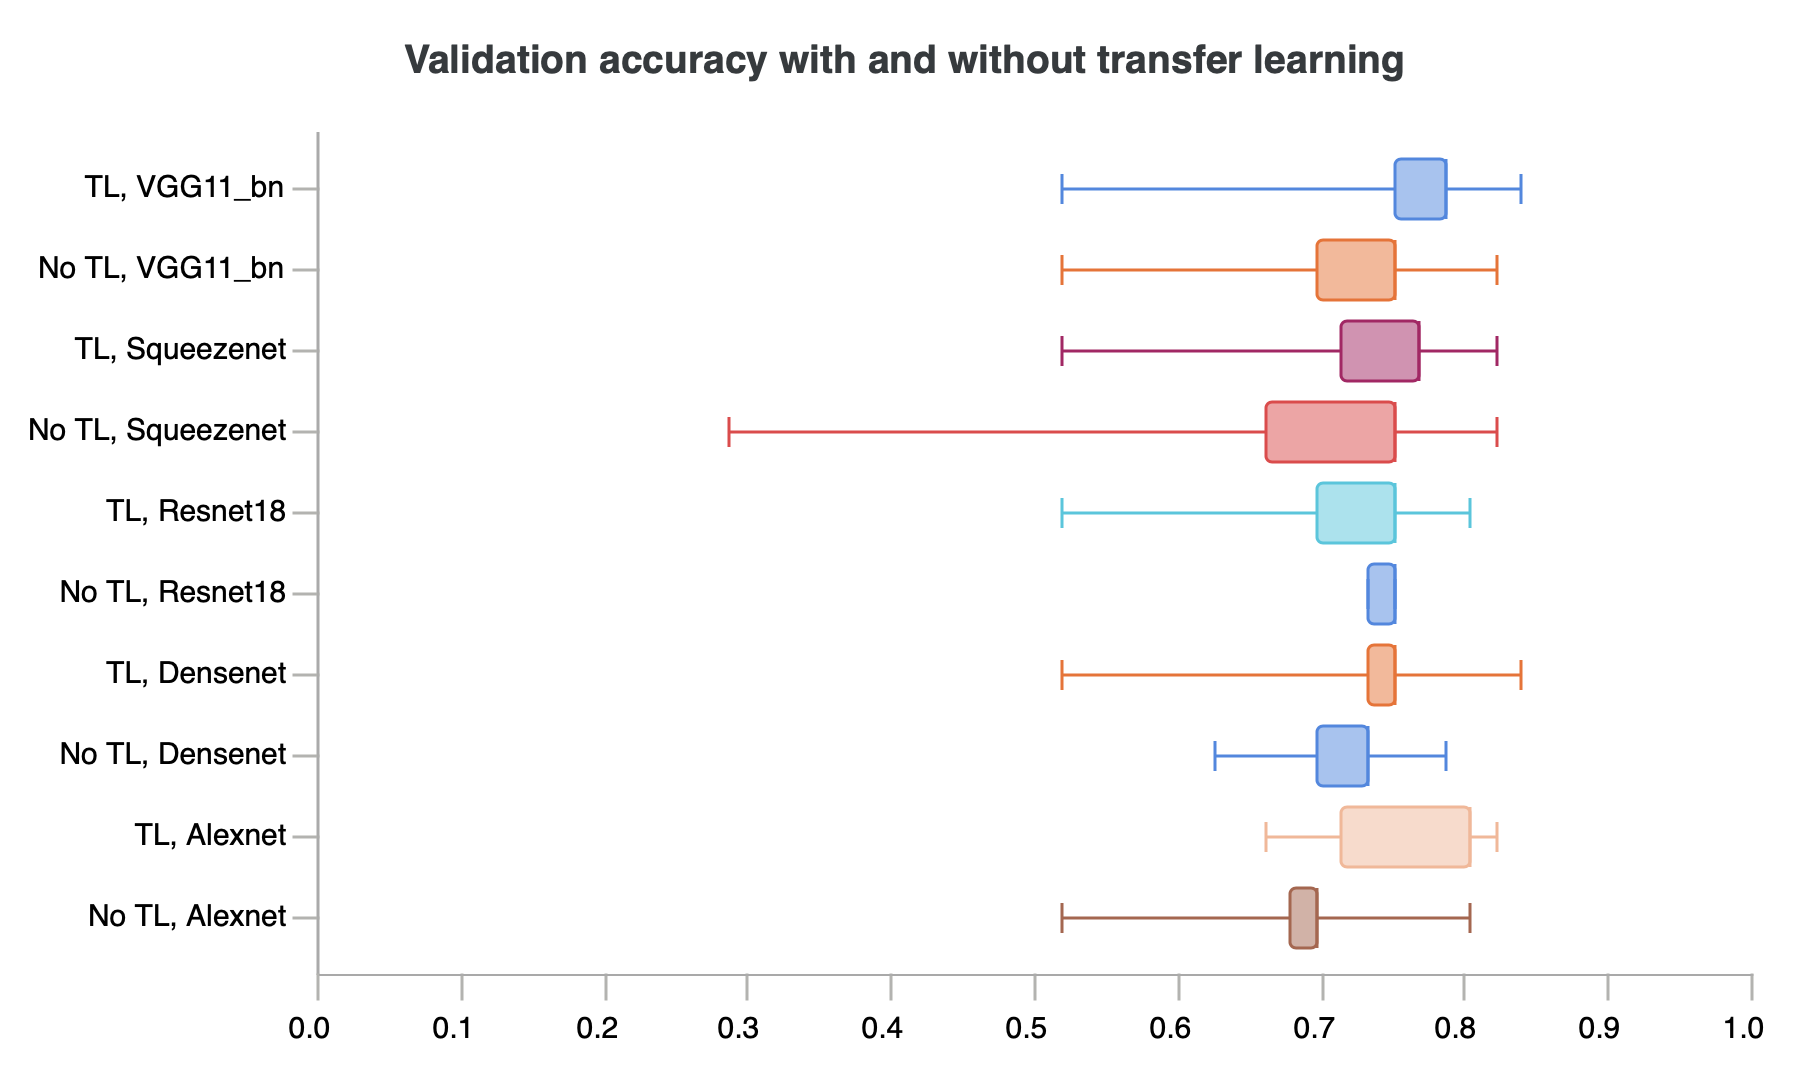 Validation accuracy with and without transfer learning
TL, VGG11_bn
No TL, VGG11_bn
TL, Squeezenet
No TL, Squeezenet
TL, Resnet18
No TL, Resnet18
TL, Densenet
No TL, Densenet
TL, Alexnet
No TL, Alexnet
0.0 0.1 0.2 0.3 0.4 0.5 0.6 0.7 0.8 0.9 1.0